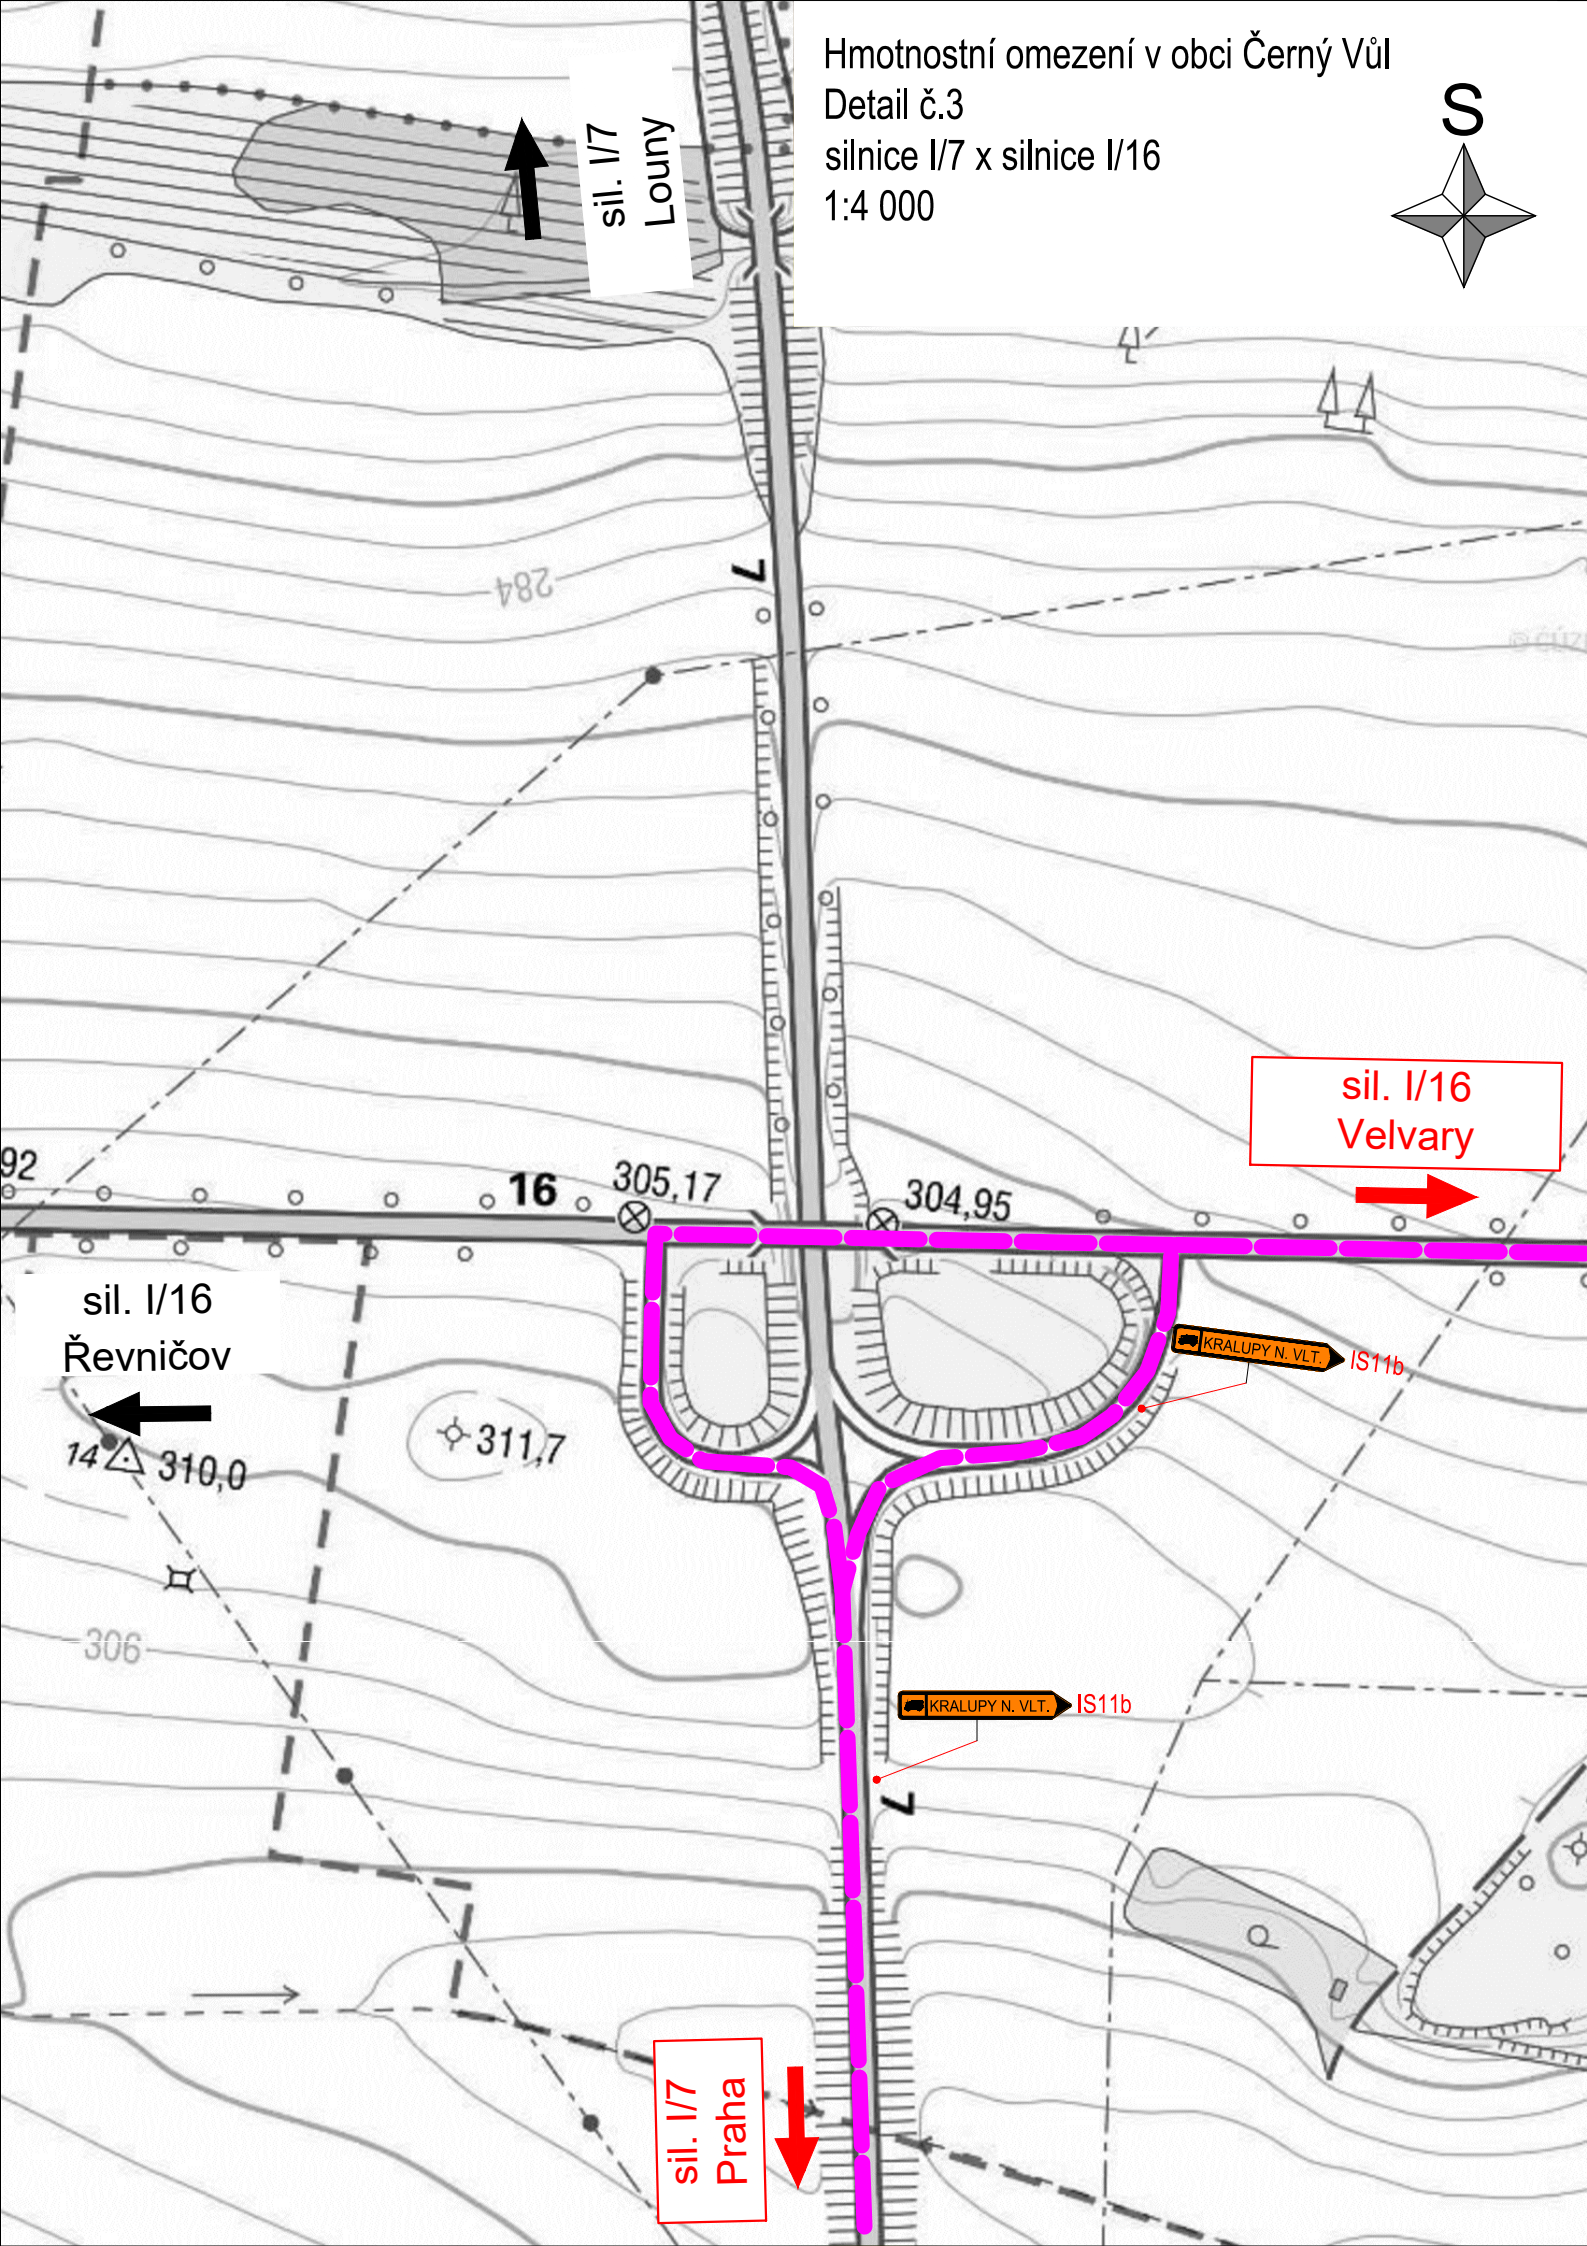 Hmotnostní omezení v obci Černý Vůl
Detail č.3
silnice I/7 x silnice I/16
1:4 000
S
sil. I/7
Louny
7
284
sil. I/16
Velvary
92
16
305,17
304,95
sil. I/16
Řevničov
KRALUPY N. VLT.
IS11b
311,7
14
310,0
306
KRALUPY N. VLT.
IS11b
7
sil. I/7
Praha